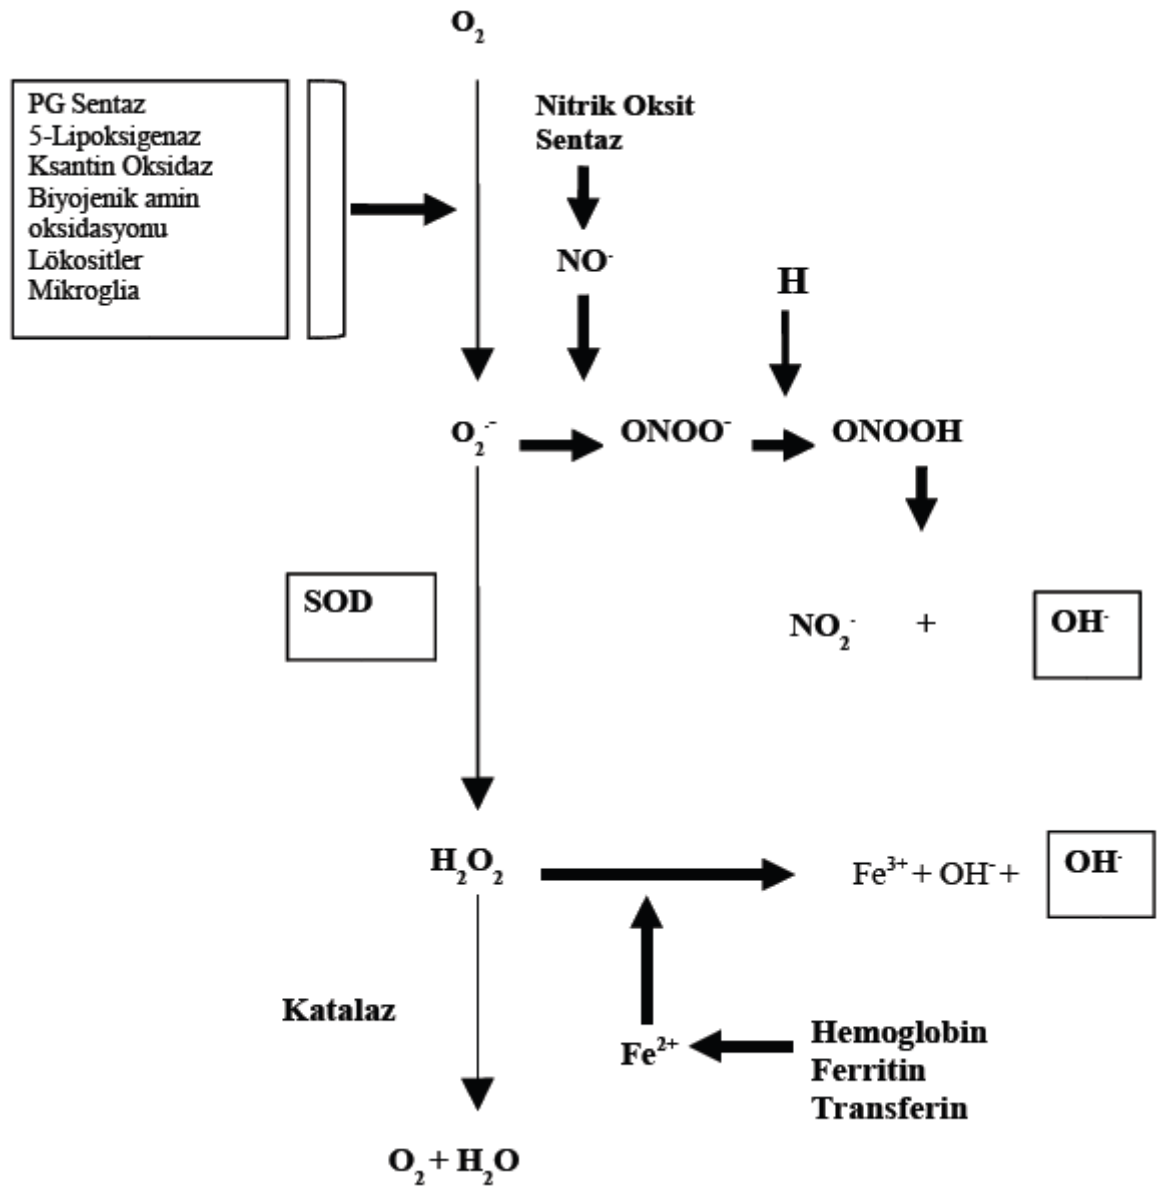 O₂
PG Sentaz
5-Lipoksigenaz
Ksantin Oksidaz
Biyojenik amin
oksidasyonu
Lökositler
Mikroglia
Nitrik Oksit
Sentaz
NO·
H
O₂·⁻
ONOO⁻
ONOOH
SOD
NO₂·
+
OH·
H₂O₂
Fe³⁺ + OH⁻ +
OH·
Katalaz
Fe²⁺
Hemoglobin
Ferritin
Transferin
O₂ + H₂O